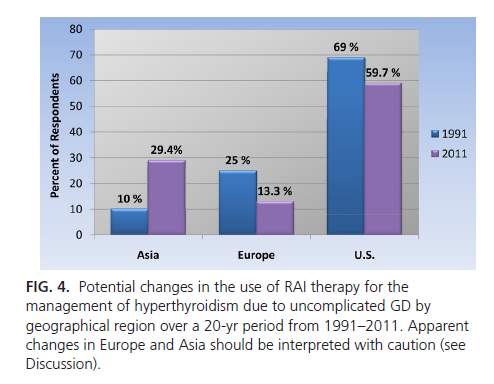 80
70
60
50
40
30
20
10
0
Percent of Respondents
10 %
29.4%
25 %
13.3 %
69 %
59.7 %
Asia
Europe
U.S.
1991
2011
FIG. 4. Potential changes in the use of RAI therapy for the
management of hyperthyroidism due to uncomplicated GD by
geographical region over a 20-yr period from 1991–2011. Apparent
changes in Europe and Asia should be interpreted with caution (see
Discussion).